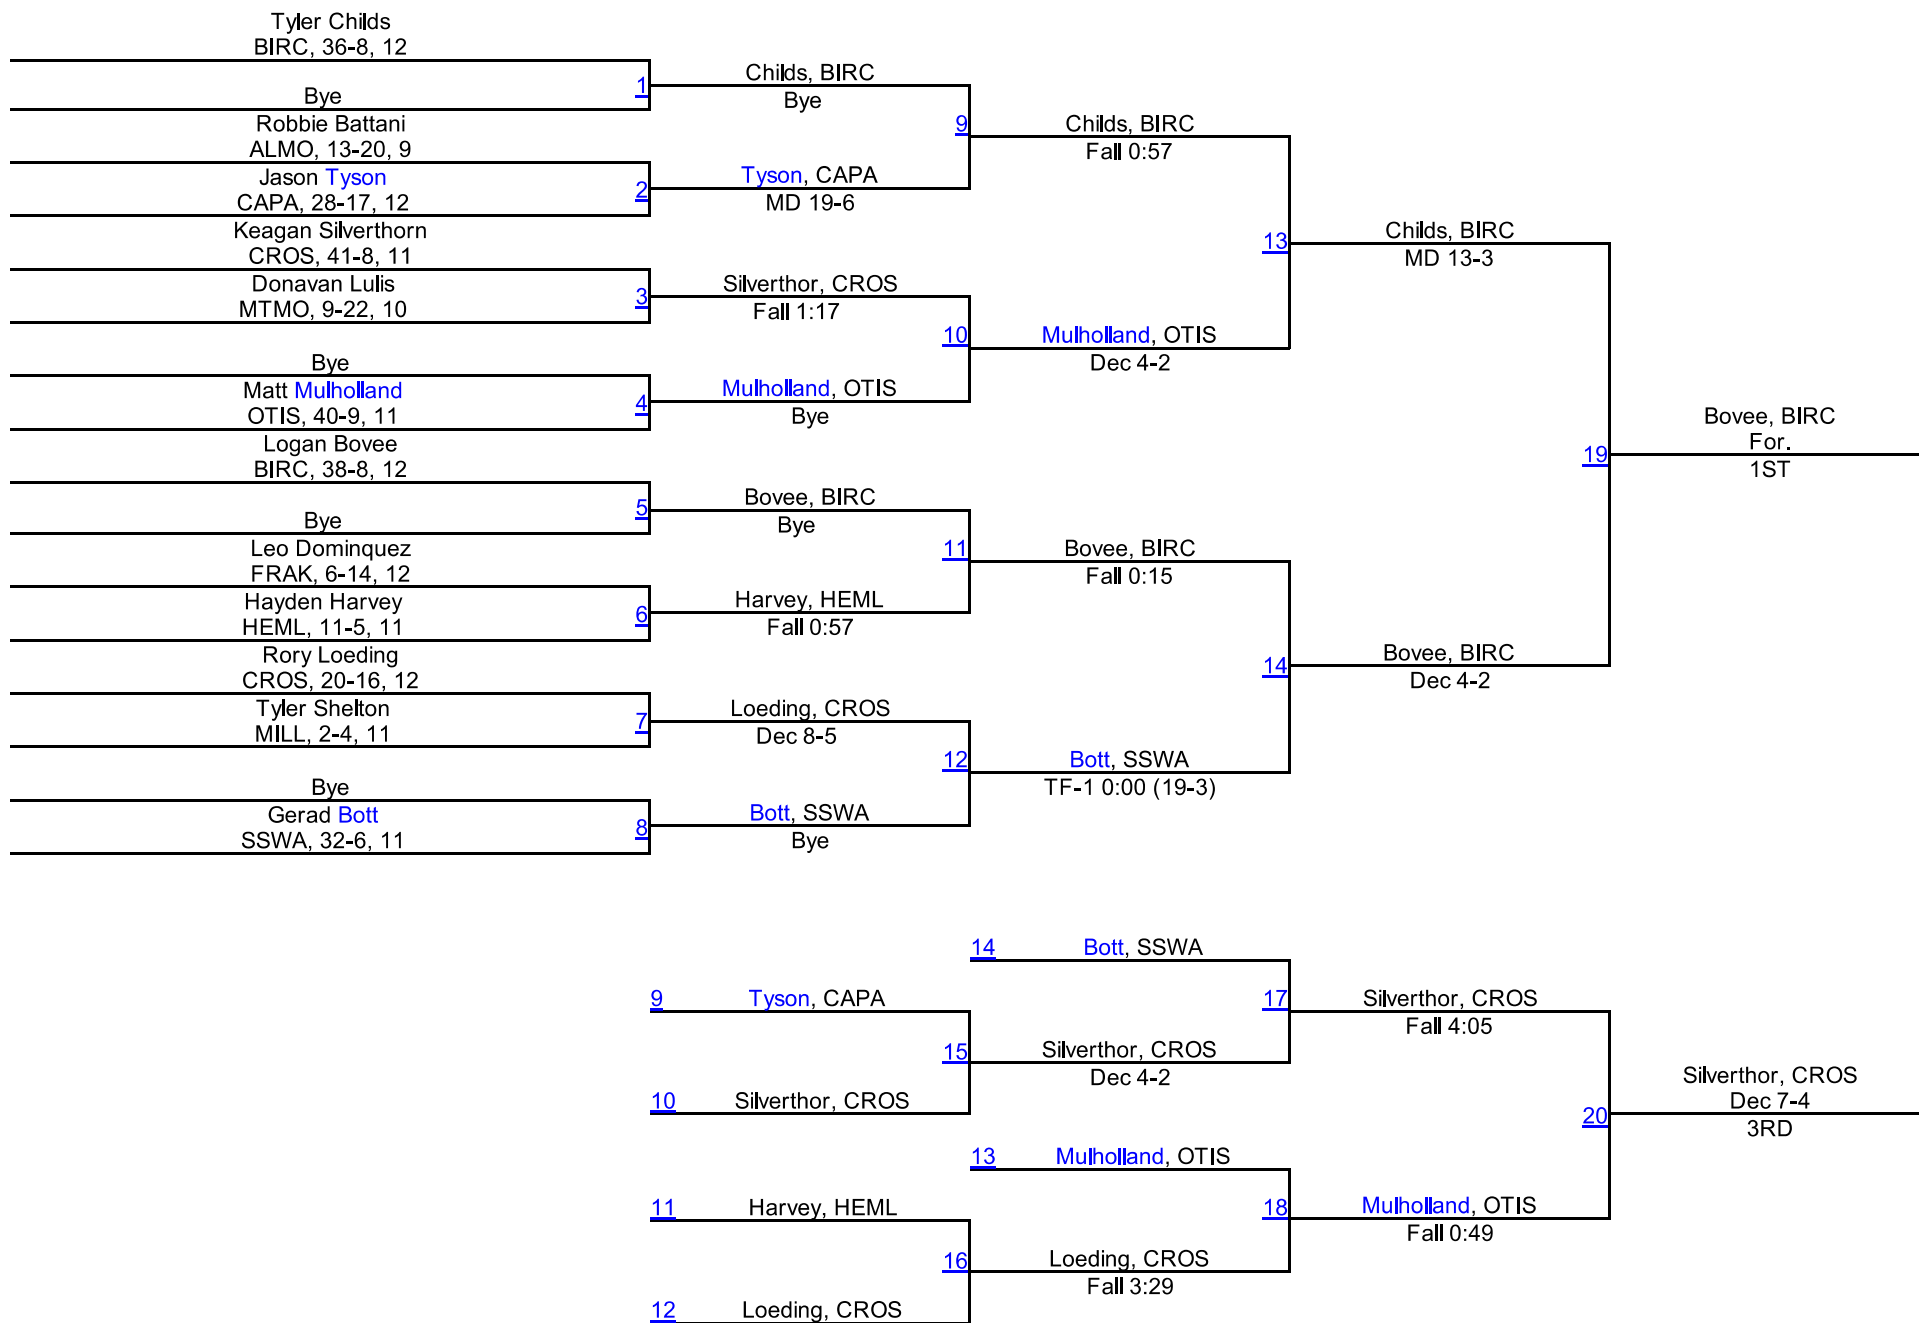 Tyler Childs
BIRC, 36-8, 12
1
Bye
Childs, BIRC
Bye
Robbie Battani
ALMO, 13-20, 9
9
Childs, BIRC
Fall 0:57
Jason Tyson
CAPA, 28-17, 12
2
Tyson, CAPA
MD 19-6
Keagan Silverthorn
CROS, 41-8, 11
13
Childs, BIRC
MD 13-3
Donavan Lulis
MTMO, 9-22, 10
3
Silverthor, CROS
Fall 1:17
10
Mulholland, OTIS
Dec 4-2
Bye
Matt Mulholland
OTIS, 40-9, 11
4
Mulholland, OTIS
Bye
Logan Bovee
BIRC, 38-8, 12
19
Bovee, BIRC
For.
1ST
Bye
5
Bovee, BIRC
Bye
Leo Dominquez
FRAK, 6-14, 12
11
Bovee, BIRC
Fall 0:15
Hayden Harvey
HEML, 11-5, 11
6
Harvey, HEML
Fall 0:57
Rory Loeding
CROS, 20-16, 12
14
Bovee, BIRC
Dec 4-2
Tyler Shelton
MILL, 2-4, 11
7
Loeding, CROS
Dec 8-5
12
Bott, SSWA
TF-1 0:00 (19-3)
Bye
Gerad Bott
SSWA, 32-6, 11
8
Bott, SSWA
Bye
14
Bott, SSWA
9
Tyson, CAPA
17
Silverthor, CROS
Fall 4:05
15
Silverthor, CROS
Dec 4-2
10
Silverthor, CROS
20
Silverthor, CROS
Dec 7-4
3RD
13
Mulholland, OTIS
11
Harvey, HEML
18
Mulholland, OTIS
Fall 0:49
16
Loeding, CROS
Fall 3:29
12
Loeding, CROS